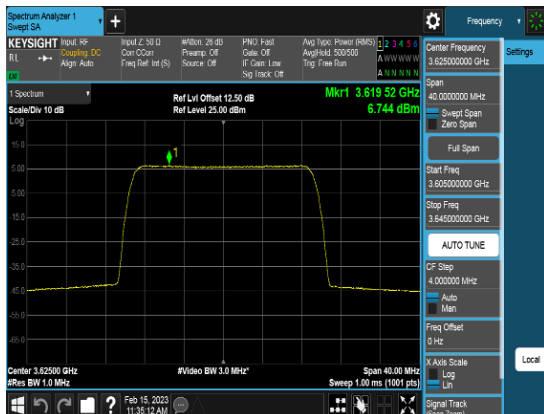 Spectrum Analyzer 1
Swept SA
Frequency
KEYSIGHT
Input: RF
Coupling: DC
Align: Auto
Input Z: 50 Ω
Corr CCorr
Freq Ref: Int (S)
#Atten: 26 dB
Preamp: Off
Source: Off
PNO: Fast
Gate: Off
IF Gain: Low
Sig Track: Off
Avg Type: Power (RMS)
Avg|Hold: 500/500
Trig: Free Run
1 2 3 4 5 6
A W W W W W
A N N N N N
RL
Settings
Center Frequency
3.625000000 GHz
Span
40.0000000 MHz
Swept Span
Zero Span
Full Span
Start Freq
3.605000000 GHz
Stop Freq
3.645000000 GHz
AUTO TUNE
CF Step
4.000000 MHz
Auto
Man
Freq Offset
0 Hz
X Axis Scale
Log
Lin
Signal Track
(Span Zoom)
Local
1 Spectrum
Scale/Div 10 dB
Ref Lvl Offset 12.50 dB
Ref Level 25.00 dBm
Mkr1 3.619 52 GHz
6.744 dBm
Log
15.0
5.00
-5.00
-15.0
-25.0
-35.0
-45.0
-55.0
-65.0
1
Center 3.62500 GHz
#Res BW 1.0 MHz
#Video BW 3.0 MHz*
Span 40.00 MHz
Sweep 1.00 ms (1001 pts)
Feb 15, 2023
11:35:12 AM